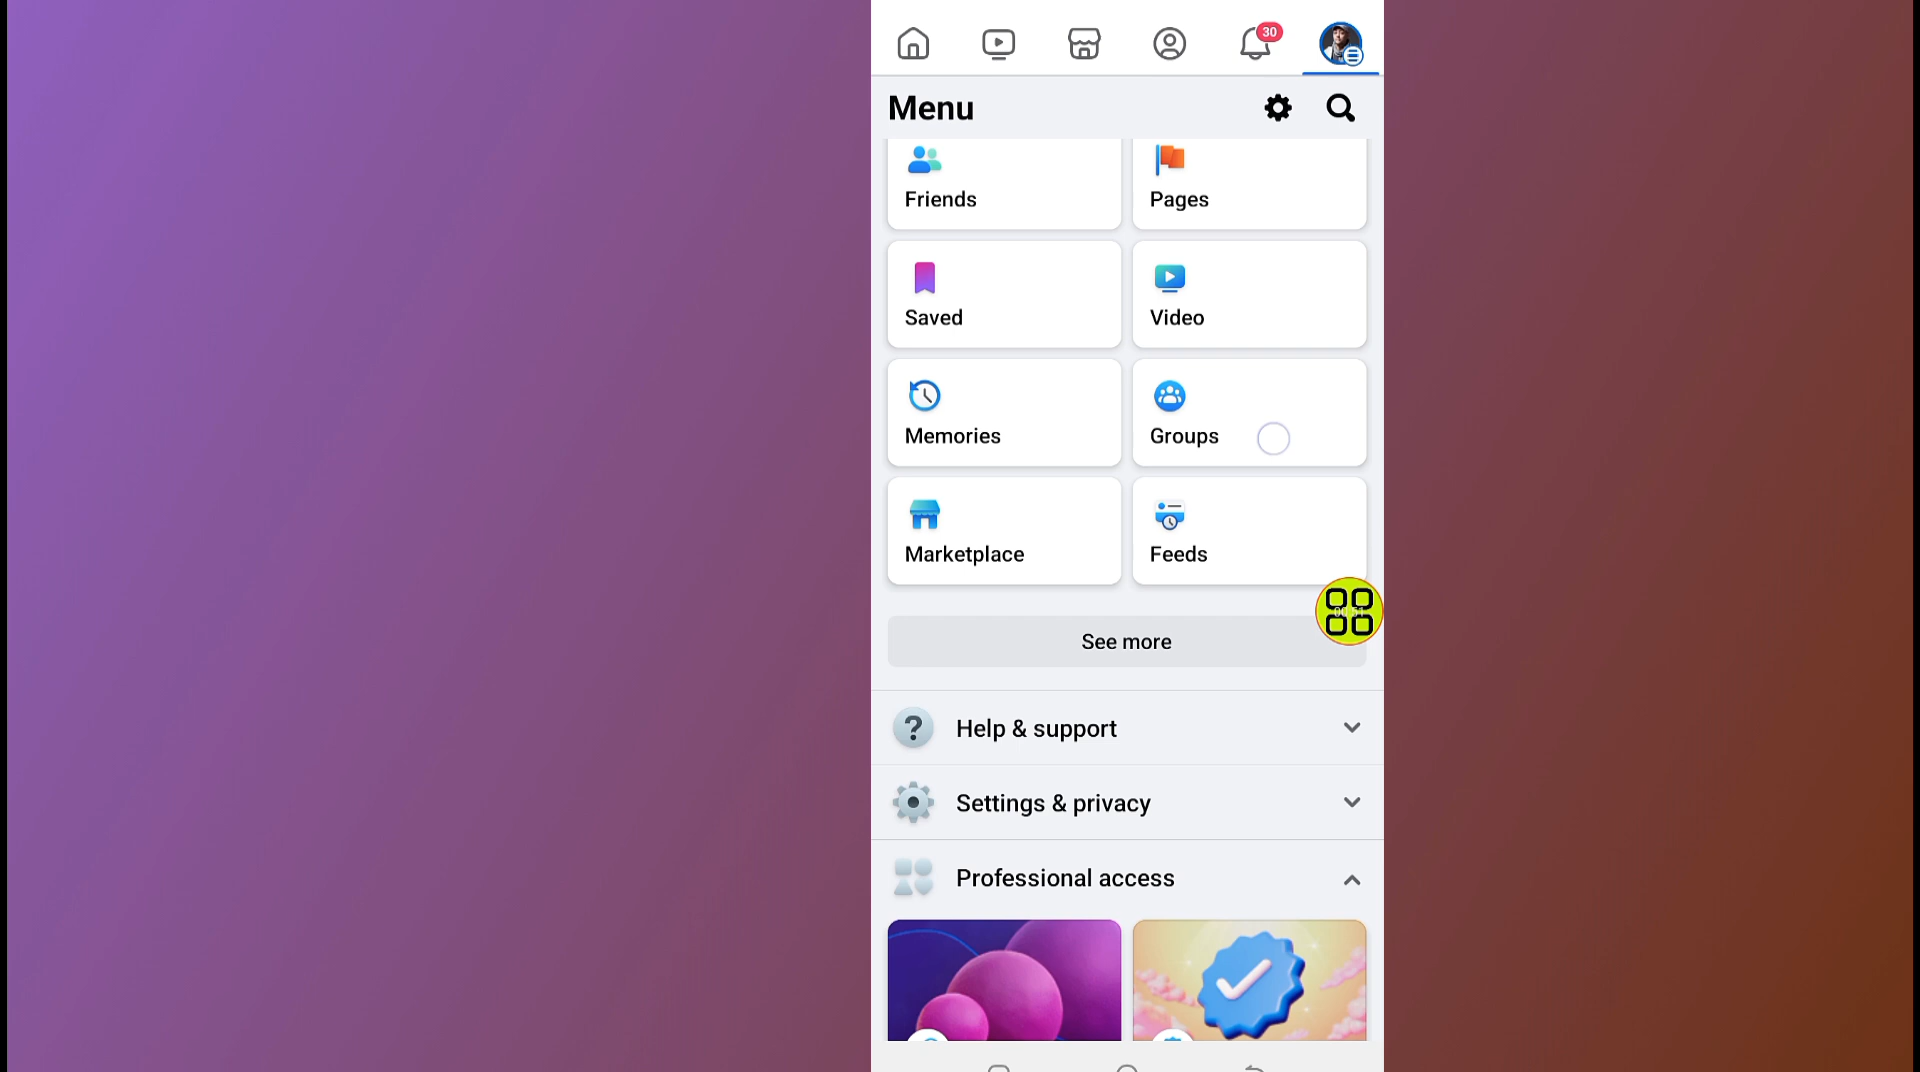 30
Menu
Friends
Pages
Saved
Video
Memories
Groups
Marketplace
Feeds
See more
Help & support
Settings & privacy
Professional access